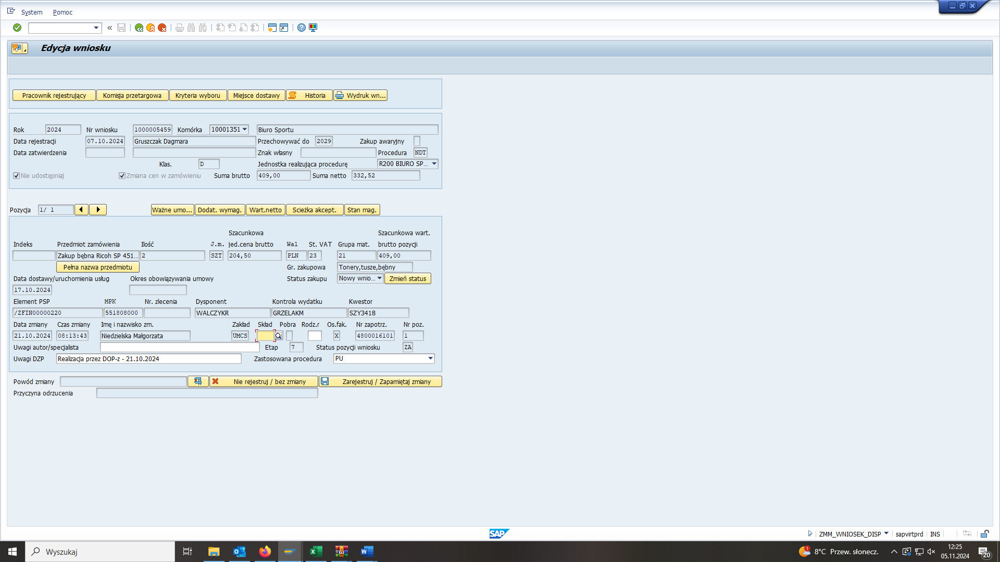 System Pomoc
Edycja wniosku
Pracownik rejestrujący Komisja przetargowa Kryteria wyboru Miejsce dostawy Historia Wydruk wn...
Rok 2024 Nr wniosku 1000005459 Komórka 10001351 Biuro Sportu
Data rejestracji 07.10.2024 Gruszczak Dagmara Przechowywać do 2029 Zakup awaryjny
Data zatwierdzenia Znak własny Procedura NDT
Klas. D Jednostka realizująca procedurę R200 BIURO SP...
Nie udostępniaj Zmiana cen w zamówieniu Suma brutto 409,00 Suma netto 332,52
Pozycja 1/ 1 Ważne umo... Dodat. wymag. Wart.netto Scieżka akcept. Stan mag.
Szacunkowa Szacunkowa wart.
Indeks Przedmiot zamówienia Ilość J.m. jed.cena brutto Wal St. VAT Grupa mat. brutto pozycji
Zakup bębna Ricoh SP 451... 2 SZT 204,50 PLN 23 21 409,00
Pełna nazwa przedmiotu Gr. zakupowa Tonery,tusze,bębny
Data dostawy/uruchomienia usług Okres obowiązywania umowy Status zakupu Nowy wnio... Zmień status
17.10.2024
Element PSP MPK Nr. zlecenia Dysponent Kontrola wydatku Kwestor
/ZFIN00000220 551808000 WALCZYKR GRZELAKM SZY3418
Data zmiany Czas zmiany Imę i nazwisko zm. Zakład Skład Pobra Rodz.r Os.fak. Nr zapotrz. Nr poz.
21.10.2024 08:13:43 Niedzielska Małgorzata UMCS X 4800016101 1
Uwagi autor/specjalista Etap 7 Status pozycji wniosku ZA
Uwagi DZP Realizacja przez DOP-z - 21.10.2024 Zastosowana procedura PU
Powód zmiany Nie rejestruj / bez zmiany Zarejestruj / Zapamiętaj zmiany
Przyczyna odrzucenia
SAP ZMM_WNIOSEK_DISP sapvirtprd INS
Wyszukaj 1 8°C Przew. słonecz. 12:25
05.11.2024 20